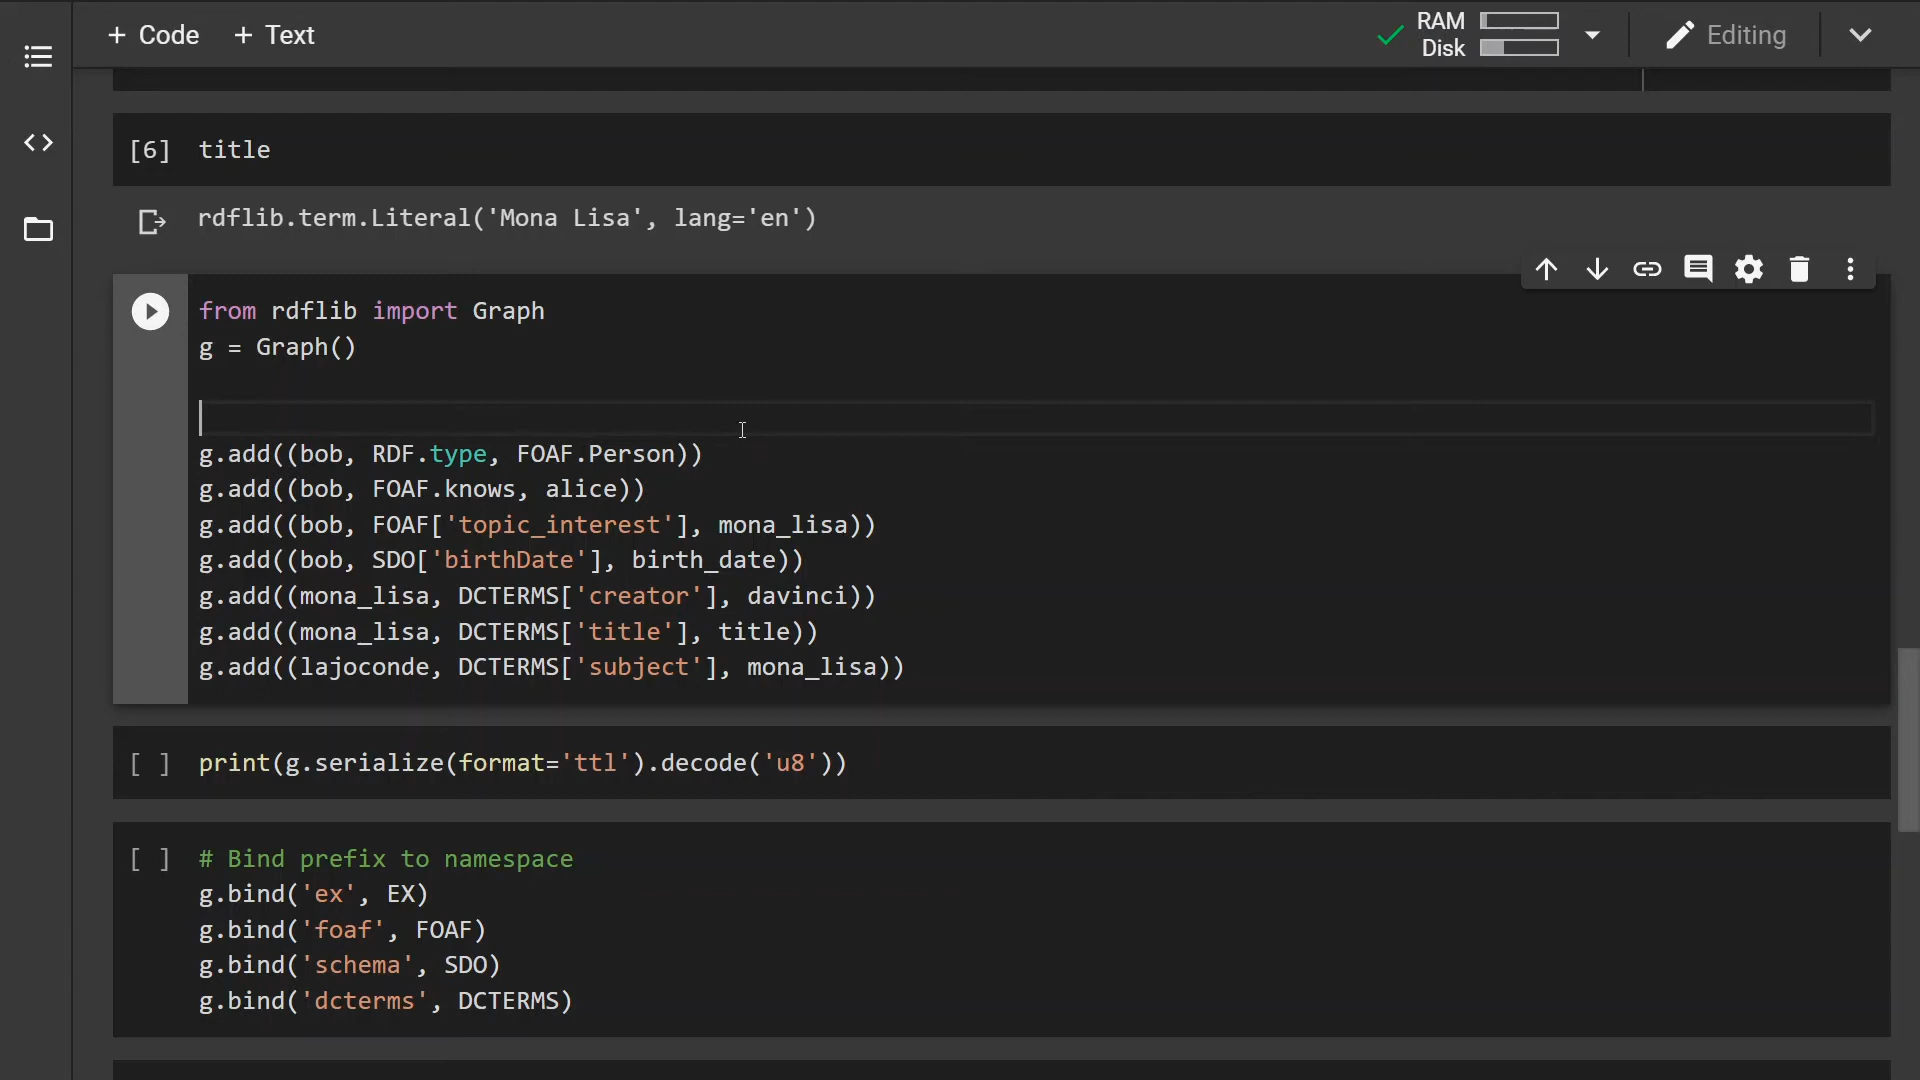 + Code + Text
RAM
Disk
Editing
[6] title
rdflib.term.Literal('Mona Lisa', lang='en')
from rdflib import Graph
g = Graph()
g.add((bob, RDF.type, FOAF.Person))
g.add((bob, FOAF.knows, alice))
g.add((bob, FOAF['topic_interest'], mona_lisa))
g.add((bob, SDO['birthDate'], birth_date))
g.add((mona_lisa, DCTERMS['creator'], davinci))
g.add((mona_lisa, DCTERMS['title'], title))
g.add((lajoconde, DCTERMS['subject'], mona_lisa))
[ ] print(g.serialize(format='ttl').decode('u8'))
[ ] # Bind prefix to namespace
g.bind('ex', EX)
g.bind('foaf', FOAF)
g.bind('schema', SDO)
g.bind('dcterms', DCTERMS)